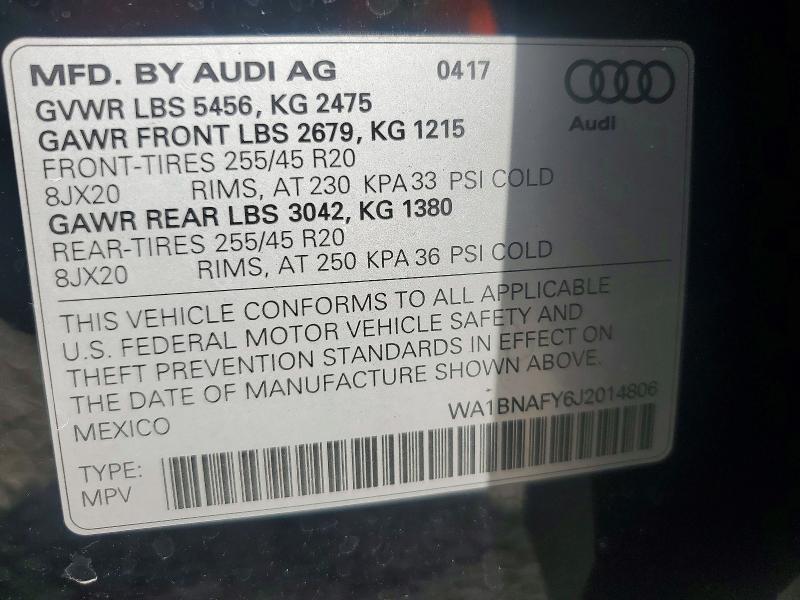 MFD. BY AUDI AG 0417
Audi
GVWR LBS 5456, KG 2475
GAWR FRONT LBS 2679, KG 1215
FRONT-TIRES 255/45 R20
8JX20 RIMS, AT 230 KPA 33 PSI COLD
GAWR REAR LBS 3042, KG 1380
REAR-TIRES 255/45 R20
8JX20 RIMS, AT 250 KPA 36 PSI COLD
THIS VEHICLE CONFORMS TO ALL APPLICABLE
U.S. FEDERAL MOTOR VEHICLE SAFETY AND
THEFT PREVENTION STANDARDS IN EFFECT ON
THE DATE OF MANUFACTURE SHOWN ABOVE.
MEXICO WA1BNAFY6J2014806
TYPE:
MPV